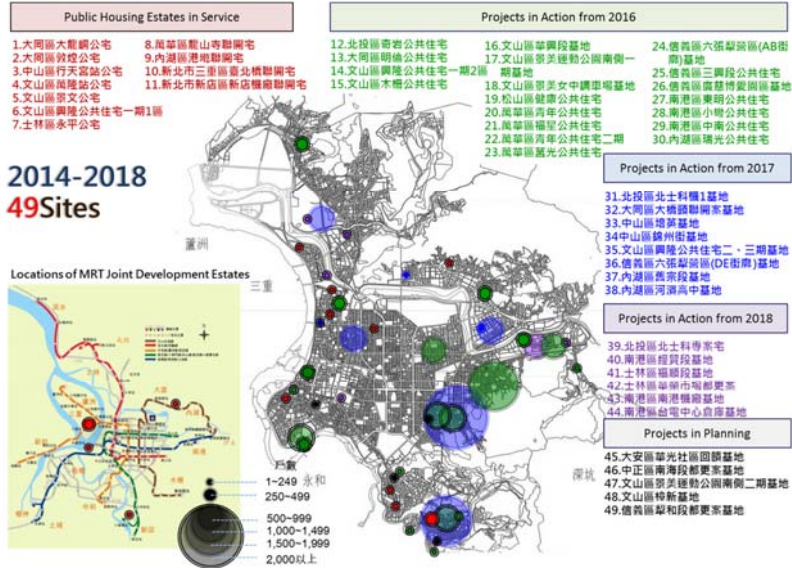 Public Housing Estates in Service
1.大同區大龍峒公宅
2.大同區敦煌公宅
3.中山區行天宮站公宅
4.文山區萬隆站公宅
5.文山區景文公宅
6.文山區興隆公共住宅一期1區
7.士林區永平公宅
8.萬華區龍山寺聯開宅
9.內湖區港墘聯開宅
10.新北市三重區臺北橋聯開宅
11.新北市新店區新店機廠聯開宅
Projects in Action from 2016
12.北投區奇岩公共住宅
13.大同區明倫公共住宅
14.文山區興隆公共住宅一期2區
15.文山區木柵公共住宅
16.文山區華興段基地
17.文山區景美運動公園南側一
期基地
18.文山區景美女中調車場基地
19.松山區健康公共住宅
20.萬華區青年公共住宅
21.萬華區福星公共住宅
22.萬華區青年公共住宅二期
23.萬華區莒光公共住宅
24.信義區六張犁營區(AB街
廓)基地
25.信義區三興段公共住宅
26.信義區廣慈博愛園區基地
27.南港區東明公共住宅
28.南港區小彎公共住宅
29.南港區中南公共住宅
30.內湖區瑞光公共住宅
2014-2018
49Sites
Projects in Action from 2017
31.北投區北士科機1基地
32.大同區大橋頭聯開案基地
33.中山區培英基地
34.中山區錦州街基地
35.文山區興隆公共住宅二、三期基地
36.信義區六張犁營區(DE街廓)基地
37.內湖區舊宗段基地
38.內湖區河濱高中基地
Projects in Action from 2018
39.北投區北士科專案宅
40.南港區經貿段基地
41.士林區福順段基地
42.士林區華榮市場都更案
43.南港區南港機廠基地
44.南港區台電中心倉庫基地
Projects in Planning
45.大安區華光社區回饋基地
46.中正區南海段都更案基地
47.文山區景美運動公園南側二期基地
48.文山區樟新基地
49.信義區犁和段都更案基地
蘆洲
三重
永和
深坑
Locations of MRT Joint Development Estates
戶數
1~249
250~499
500~999
1,000~1,499
1,500~1,999
2,000以上